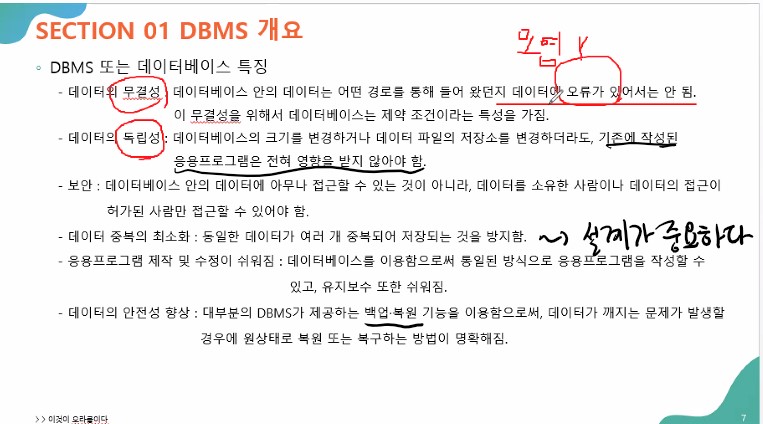 SECTION 01 DBMS 개요
모 업
◦ DBMS 또는 데이터베이스 특징
- 데이터의 무결성 : 데이터베이스 안의 데이터는 어떤 경로를 통해 들어 왔던지 데이터에 오류가 있어서는 안 됨.
이 무결성을 위해서 데이터베이스는 제약 조건이라는 특성을 가짐.
- 데이터의 독립성 : 데이터베이스의 크기를 변경하거나 데이터 파일의 저장소를 변경하더라도, 기존에 작성된
응용프로그램은 전혀 영향을 받지 않아야 함.
- 보안 : 데이터베이스 안의 데이터에 아무나 접근할 수 있는 것이 아니라, 데이터를 소유한 사람이나 데이터의 접근이
허가된 사람만 접근할 수 있어야 함.
- 데이터 중복의 최소화 : 동일한 데이터가 여러 개 중복되어 저장되는 것을 방지함. ~> 설계가 중요하다
- 응용프로그램 제작 및 수정이 쉬워짐 : 데이터베이스를 이용함으로써 통일된 방식으로 응용프로그램을 작성할 수
있고, 유지보수 또한 쉬워짐.
- 데이터의 안전성 향상 : 대부분의 DBMS가 제공하는 백업·복원 기능을 이용함으로써, 데이터가 깨지는 문제가 발생할
경우에 원상태로 복원 또는 복구하는 방법이 명확해짐.
>> 이것이 우리툴이다
7